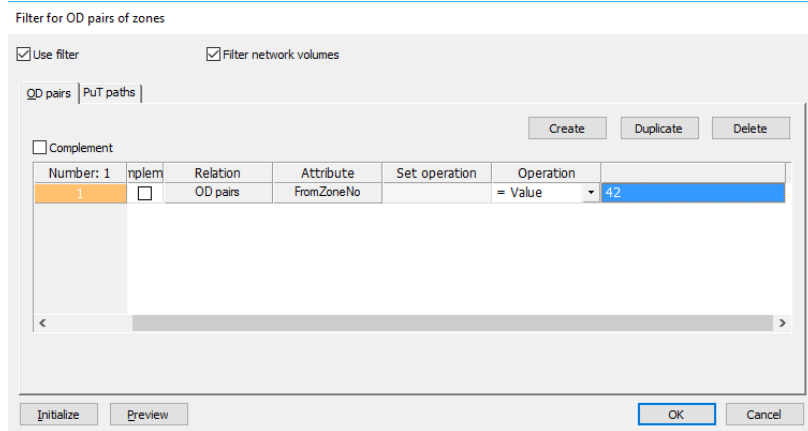 Filter for OD pairs of zones
Use filter Filter network volumes
OD pairs PuT paths
Create Duplicate Delete
Complement
Number: 1 nplem Relation Attribute Set operation Operation
1 OD pairs FromZoneNo = Value 42
Initialize Preview OK Cancel